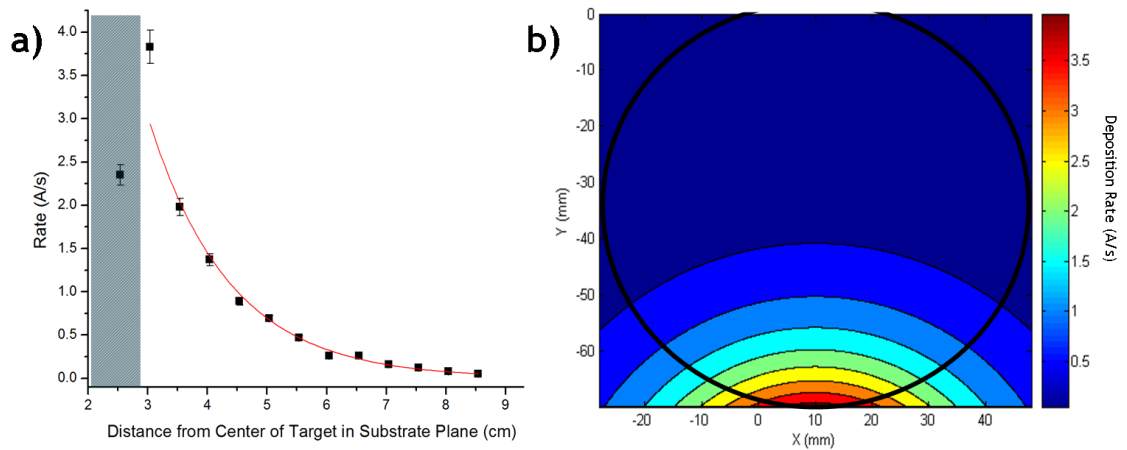 a)
4.0
3.5
3.0
2.5
2.0
1.5
1.0
0.5
0.0
Rate (A/s)
2 3 4 5 6 7 8 9
Distance from Center of Target in Substrate Plane (cm)
b)
0
-10
-20
-30
-40
-50
-60
Y (mm)
-20 -10 0 10 20 30 40
X (mm)
3.5
3
2.5
2
1.5
1
0.5
Deposition Rate (A/s)